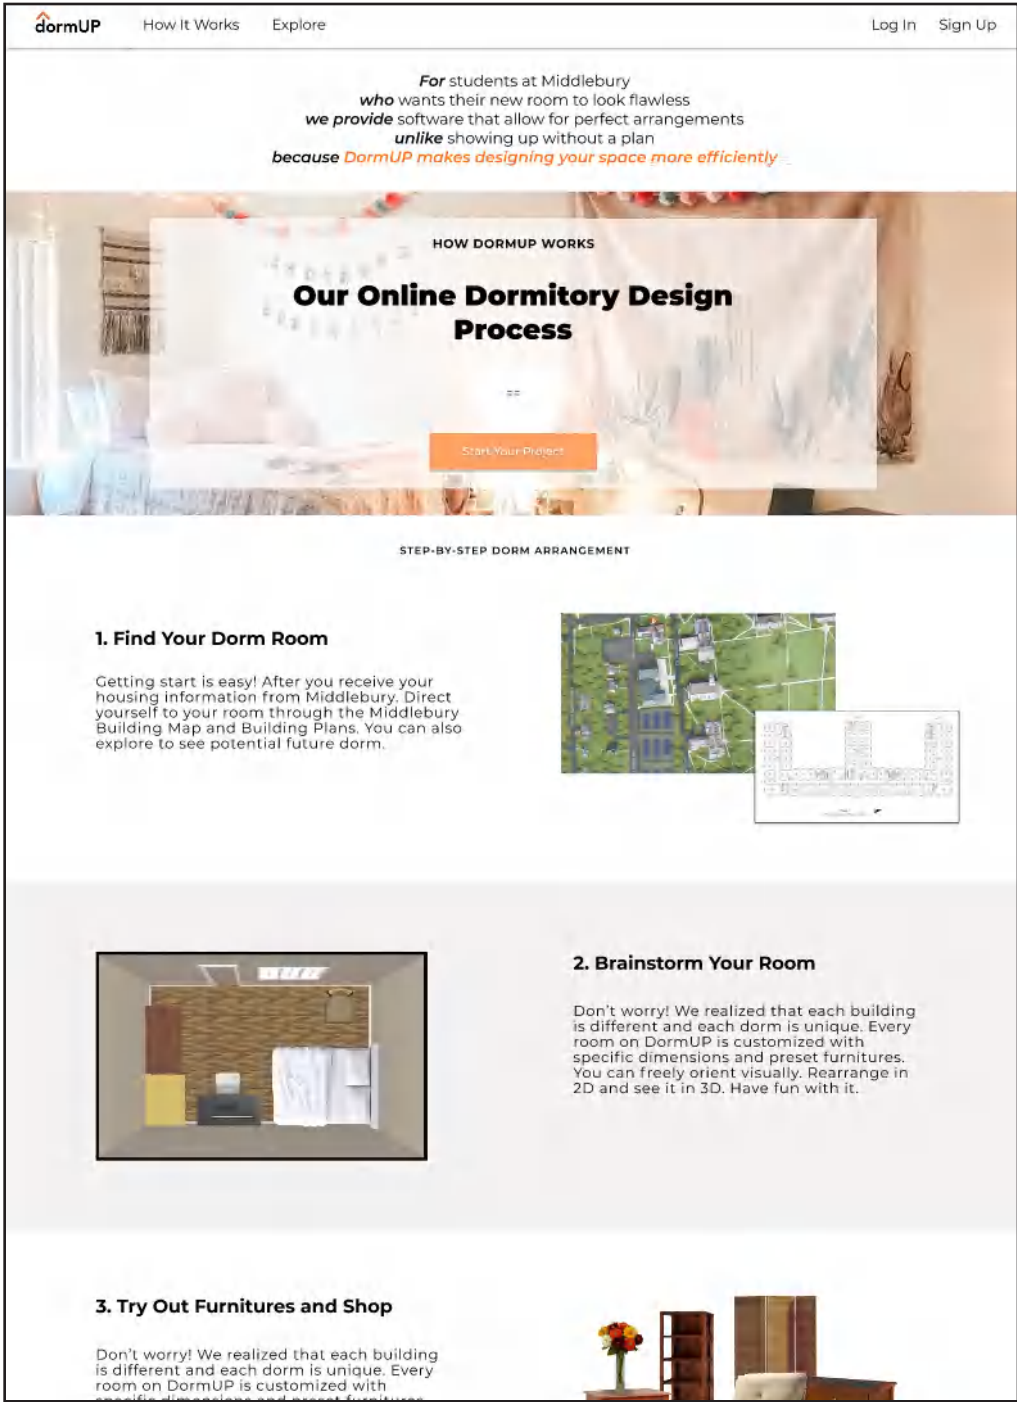 dormUP How It Works Explore Log In Sign Up
For students at Middlebury
who wants their new room to look flawless
we provide software that allow for perfect arrangements
unlike showing up without a plan
because DormUP makes designing your space more efficiently
HOW DORMUP WORKS
Our Online Dormitory Design
Process
==
Start Your Project
STEP-BY-STEP DORM ARRANGEMENT
1. Find Your Dorm Room
Getting start is easy! After you receive your
housing information from Middlebury. Direct
yourself to your room through the Middlebury
Building Map and Building Plans. You can also
explore to see potential future dorm.
2. Brainstorm Your Room
Don't worry! We realized that each building
is different and each dorm is unique. Every
room on DormUP is customized with
specific dimensions and preset furnitures.
You can freely orient visually. Rearrange in
2D and see it in 3D. Have fun with it.
3. Try Out Furnitures and Shop
Don't worry! We realized that each building
is different and each dorm is unique. Every
room on DormUP is customized with
specific dimensions and preset furnitures